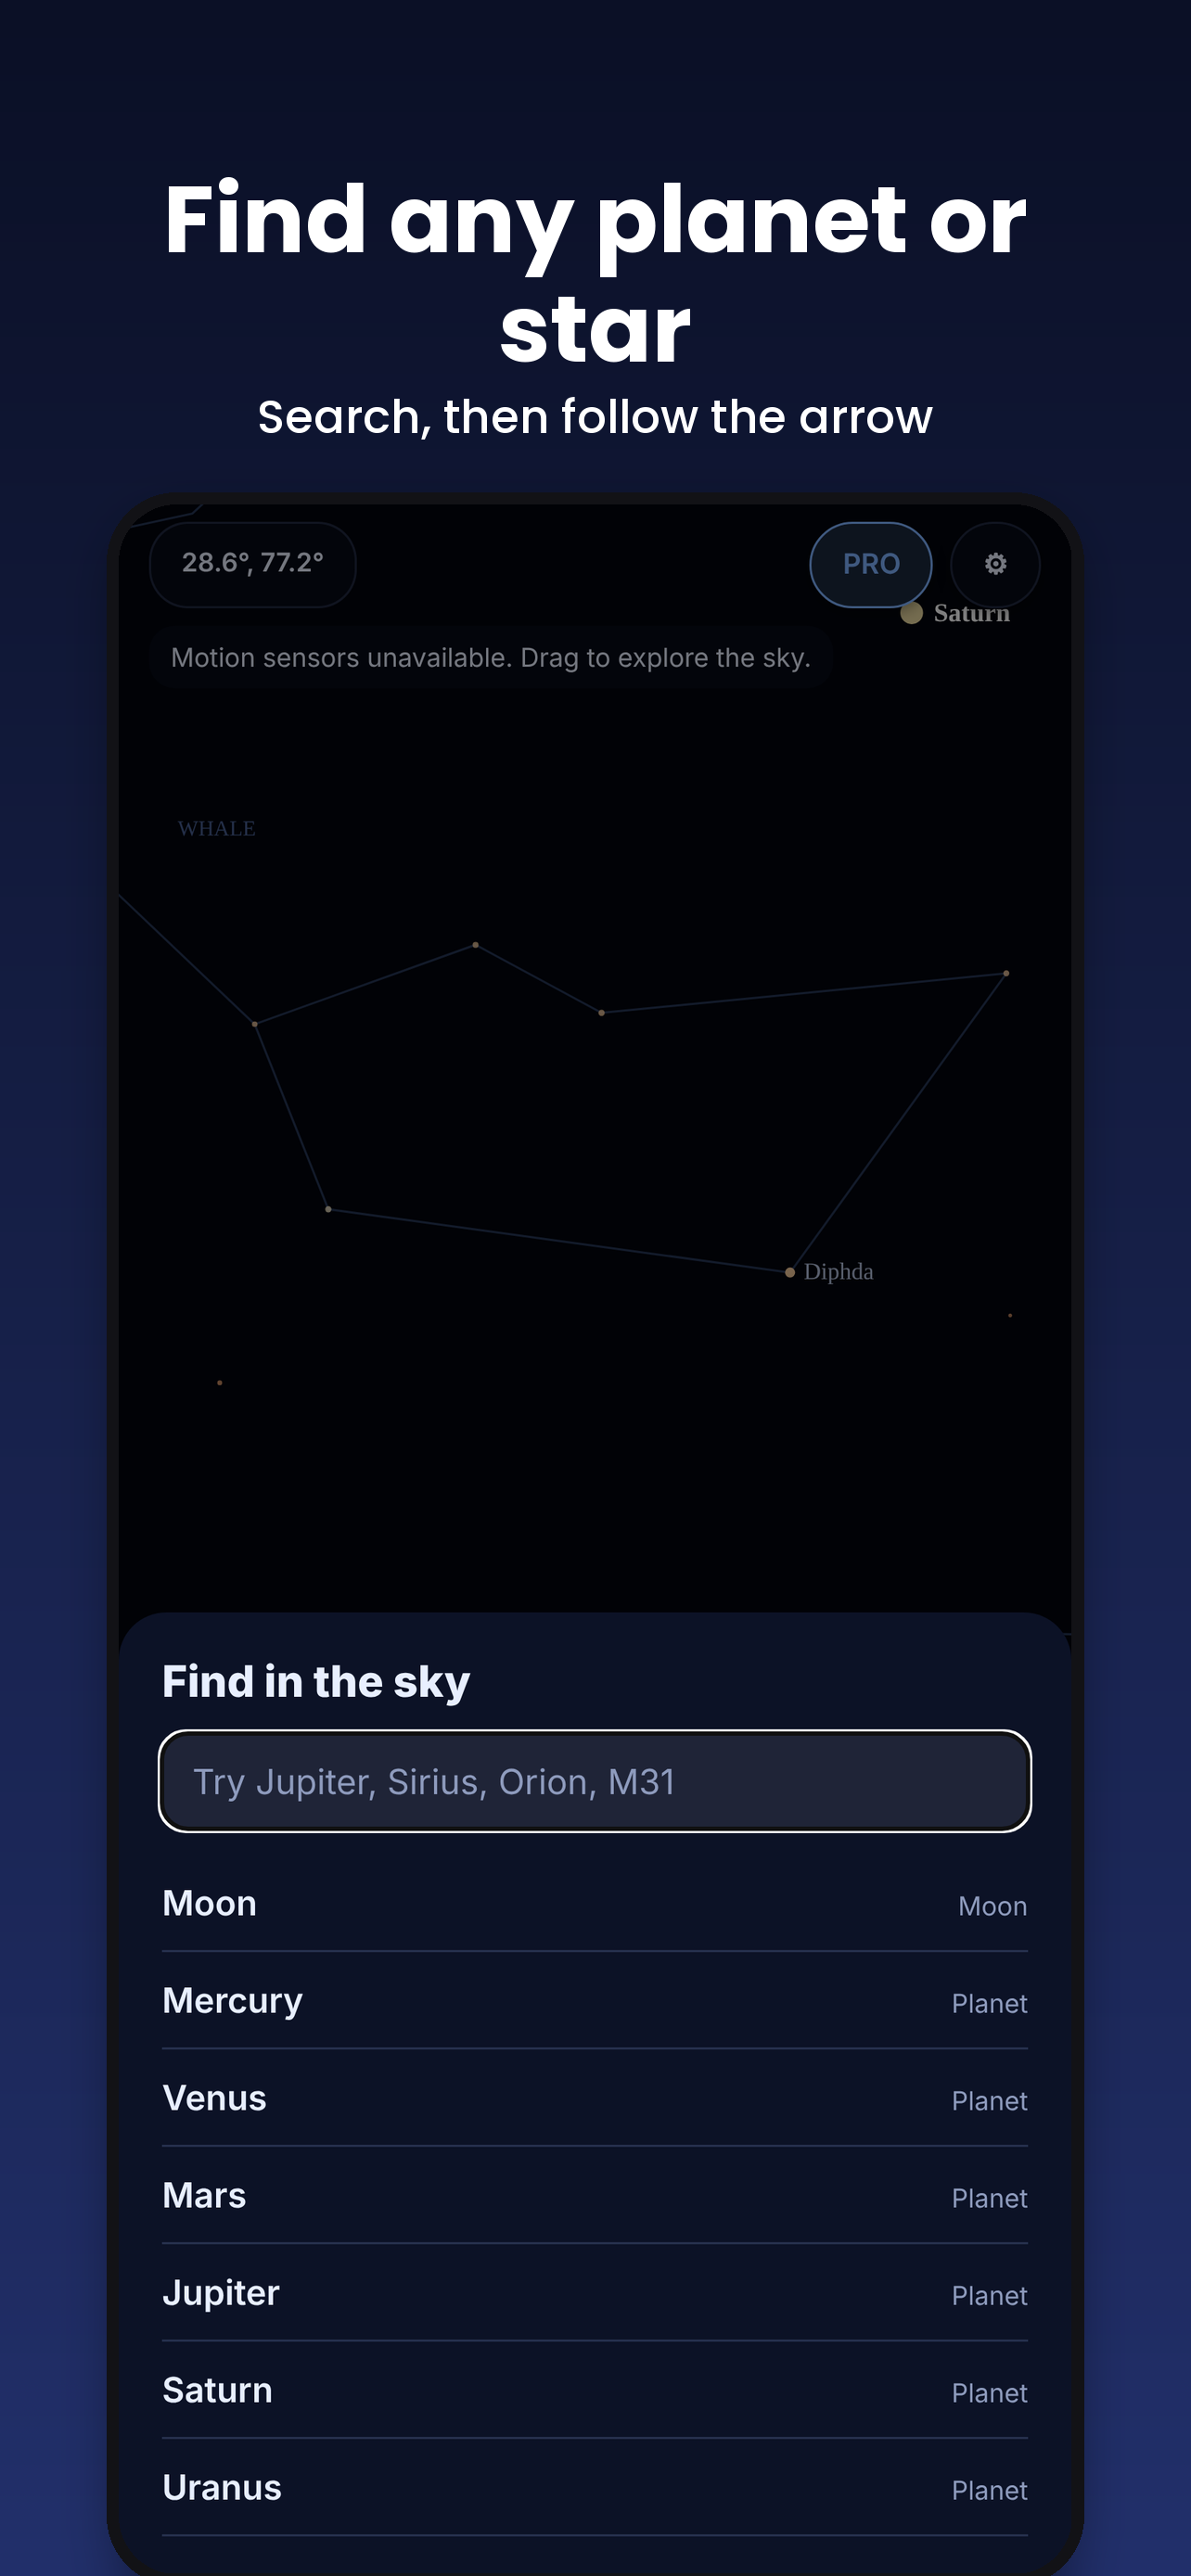 Find any planet or
star
Search, then follow the arrow
28.6°, 77.2°
PRO
⚙
Saturn
Motion sensors unavailable. Drag to explore the sky.
WHALE
Diphda
Find in the sky
Try Jupiter, Sirius, Orion, M31
Moon Moon
Mercury Planet
Venus Planet
Mars Planet
Jupiter Planet
Saturn Planet
Uranus Planet